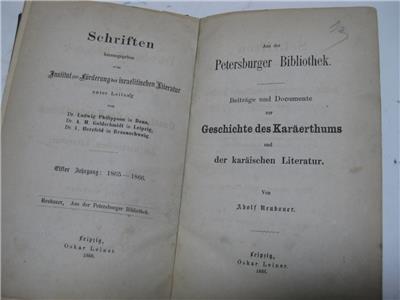 Schriften
herausgegeben
vom
Institut zur Förderung der israelitischen Literatur
unter Leitung
von
Dr. Ludwig Philippson in Bonn,
Dr. A. M. Goldschmidt in Leipzig,
Dr. L. Herzfeld in Braunschweig.
Elfter Jahrgang: 1865—1866.
Neubauer, Aus der Petersburger Bibliothek.
Leipzig,
Oskar Leiner.
1866.
Aus der
Petersburger Bibliothek.
Beiträge und Documente
zur
Geschichte des Karäerthums
und
der karäischen Literatur.
Von
Adolf Neubauer.
Leipzig,
Oskar Leiner.
1866.